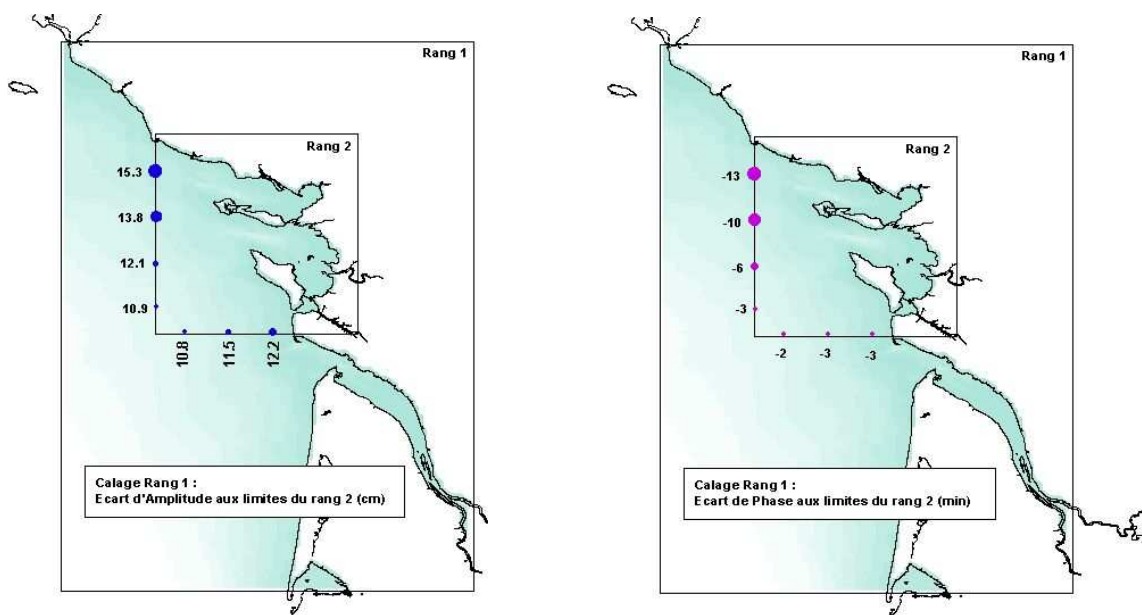 Rang 1
Rang 2
15.3
13.8
12.1
10.9
10.8
11.5
12.2
Calage Rang 1 :
Ecart d'Amplitude aux limites du rang 2 (cm)
Rang 1
Rang 2
-13
-10
-6
-3
-2
-3
-3
Calage Rang 1 :
Ecart de Phase aux limites du rang 2 (min)